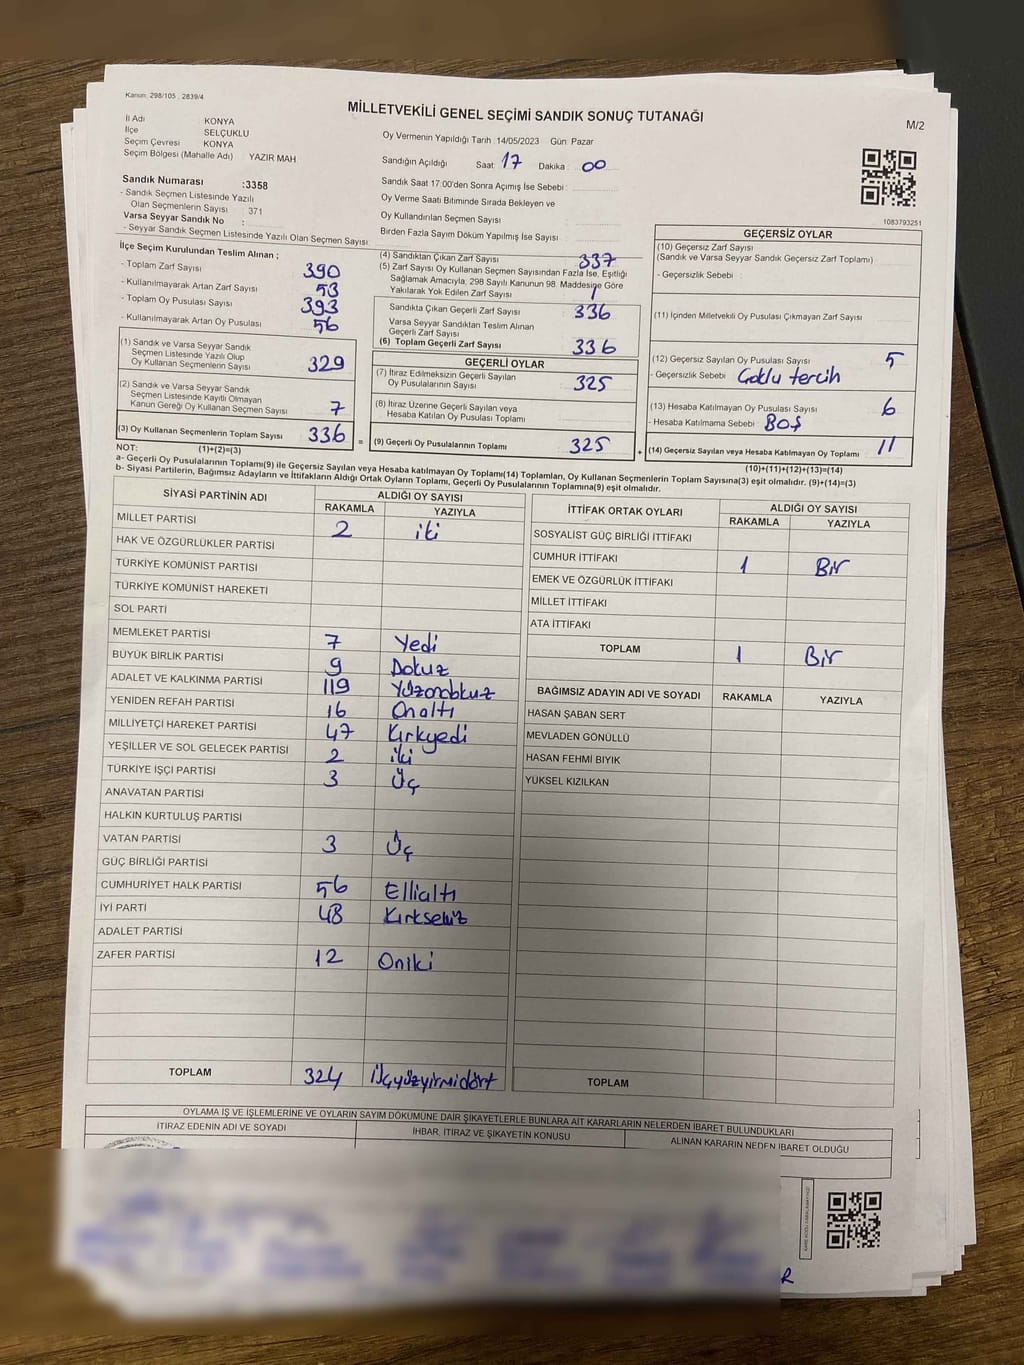 Kanun: 298/105 , 2839/4
MİLLETVEKİLİ GENEL SEÇİMİ SANDIK SONUÇ TUTANAĞI
M/2
İl Adı : KONYA
İlçe : SELÇUKLU
Seçim Çevresi : KONYA
Seçim Bölgesi (Mahalle Adı) : YAZIR MAH
Oy Vermenin Yapıldığı Tarih : 14/05/2023 Gün: Pazar
Sandığın Açıldığı Saat: 17 Dakika: 00
Sandık Saat 17:00'den Sonra Açımış İse Sebebi :
Oy Verme Saati Bitiminde Sırada Bekleyen ve
Oy Kullandırılan Seçmen Sayısı :
Birden Fazla Sayım Döküm Yapılmış İse Sayısı :
Sandık Numarası :3358
- Sandık Seçmen Listesinde Yazılı
Olan Seçmenlerin Sayısı : 371
Varsa Seyyar Sandık No :
- Seyyar Sandık Seçmen Listesinde Yazılı Olan Seçmen Sayısı:
1083793251
İlçe Seçim Kurulundan Teslim Alınan ;
- Toplam Zarf Sayısı : 390
- Kullanılmayarak Artan Zarf Sayısı : 53
- Toplam Oy Pusulası Sayısı : 393
- Kullanılmayarak Artan Oy Pusulası : 56
(1) Sandık ve Varsa Seyyar Sandık
Seçmen Listesinde Yazılı Olup
Oy Kullanan Seçmenlerin Sayısı : 329
(2) Sandık ve Varsa Seyyar Sandık
Seçmen Listesinde Kayıtlı Olmayan
Kanun Gereği Oy Kullanan Seçmen Sayısı : 7
(3) Oy Kullanan Seçmenlerin Toplam Sayısı : 336
(4) Sandıktan Çıkan Zarf Sayısı : 337
(5) Zarf Sayısı Oy Kullanan Seçmen Sayısından Fazla İse, Eşitliği
Sağlamak Amacıyla, 298 Sayılı Kanunun 98. Maddesine Göre
Yakılarak Yok Edilen Zarf Sayısı : 1
Sandıkta Çıkan Geçerli Zarf Sayısı : 336
Varsa Seyyar Sandıktan Teslim Alınan
Geçerli Zarf Sayısı :
(6) Toplam Geçerli Zarf Sayısı : 336
GEÇERLİ OYLAR
(7) İtiraz Edilmeksizin Geçerli Sayılan
Oy Pusulalarının Sayısı : 325
(8) İtiraz Üzerine Geçerli Sayılan veya
Hesaba Katılan Oy Pusulası Toplamı :
= (9) Geçerli Oy Pusulalarının Toplamı : 325
GEÇERSİZ OYLAR
(10) Geçersiz Zarf Sayısı
(Sandık ve Varsa Seyyar Sandık Geçersiz Zarf Toplamı) :
- Geçersizlik Sebebi :
(11) İçinden Milletvekili Oy Pusulası Çıkmayan Zarf Sayısı :
(12) Geçersiz Sayılan Oy Pusulası Sayısı : 5
- Geçersizlik Sebebi : Çoklu tercih
(13) Hesaba Katılmayan Oy Pusulası Sayısı : 6
- Hesaba Katılmama Sebebi : BOŞ
+ (14) Geçersiz Sayılan veya Hesaba Katılmayan Oy Toplamı : 11
NOT: (1)+(2)=(3)
(10)+(11)+(12)+(13)=(14)
a- Geçerli Oy Pusulalarının Toplamı(9) ile Geçersiz Sayılan veya Hesaba katılmayan Oy Toplamı(14) Toplamları, Oy Kullanan Seçmenlerin Toplam Sayısına(3) eşit olmalıdır. (9)+(14)=(3)
b- Siyasi Partilerin, Bağımsız Adayların ve İttifakların Aldığı Ortak Oyların Toplamı, Geçerli Oy Pusulalarının Toplamına(9) eşit olmalıdır.
SİYASİ PARTİNİN ADI ALDIĞI OY SAYISI
RAKAMLA YAZIYLA
MİLLET PARTİSİ 2 iki
HAK VE ÖZGÜRLÜKLER PARTİSİ
TÜRKİYE KOMÜNİST PARTİSİ
TÜRKİYE KOMÜNİST HAREKETİ
SOL PARTİ
MEMLEKET PARTİSİ 7 Yedi
BÜYÜK BİRLİK PARTİSİ 9 Dokuz
ADALET VE KALKINMA PARTİSİ 119 Yüzondokuz
YENİDEN REFAH PARTİSİ 16 Onaltı
MİLLİYETÇİ HAREKET PARTİSİ 47 Kırkyedi
YEŞİLLER VE SOL GELECEK PARTİSİ 2 iki
TÜRKİYE İŞÇİ PARTİSİ 3 Üç
ANAVATAN PARTİSİ
HALKIN KURTULUŞ PARTİSİ
VATAN PARTİSİ 3 Üç
GÜÇ BİRLİĞİ PARTİSİ
CUMHURİYET HALK PARTİSİ 56 Ellialtı
İYİ PARTİ 48 Kırksekiz
ADALET PARTİSİ
ZAFER PARTİSİ 12 Oniki
TOPLAM 324 Üçyüzyirmidört
İTTİFAK ORTAK OYLARI ALDIĞI OY SAYISI
RAKAMLA YAZIYLA
SOSYALİST GÜÇ BİRLİĞİ İTTİFAKI
CUMHUR İTTİFAKI 1 Bir
EMEK VE ÖZGÜRLÜK İTTİFAKI
MİLLET İTTİFAKI
ATA İTTİFAKI
TOPLAM 1 Bir
BAĞIMSIZ ADAYIN ADI VE SOYADI RAKAMLA YAZIYLA
HASAN ŞABAN SERT
MEVLADEN GÖNÜLLÜ
HASAN FEHMİ BIYIK
YÜKSEL KIZILKAN
TOPLAM
OYLAMA İŞ VE İŞLEMLERİNE VE OYLARIN SAYIM DÖKÜMÜNE DAİR ŞİKAYETLERLE BUNLARA AİT KARARLARIN NELERDEN İBARET BULUNDUKLARI
İTİRAZ EDENİN ADI VE SOYADI İHBAR, İTİRAZ VE ŞİKAYETİN KONUSU ALINAN KARARIN NEDEN İBARET OLDUĞU